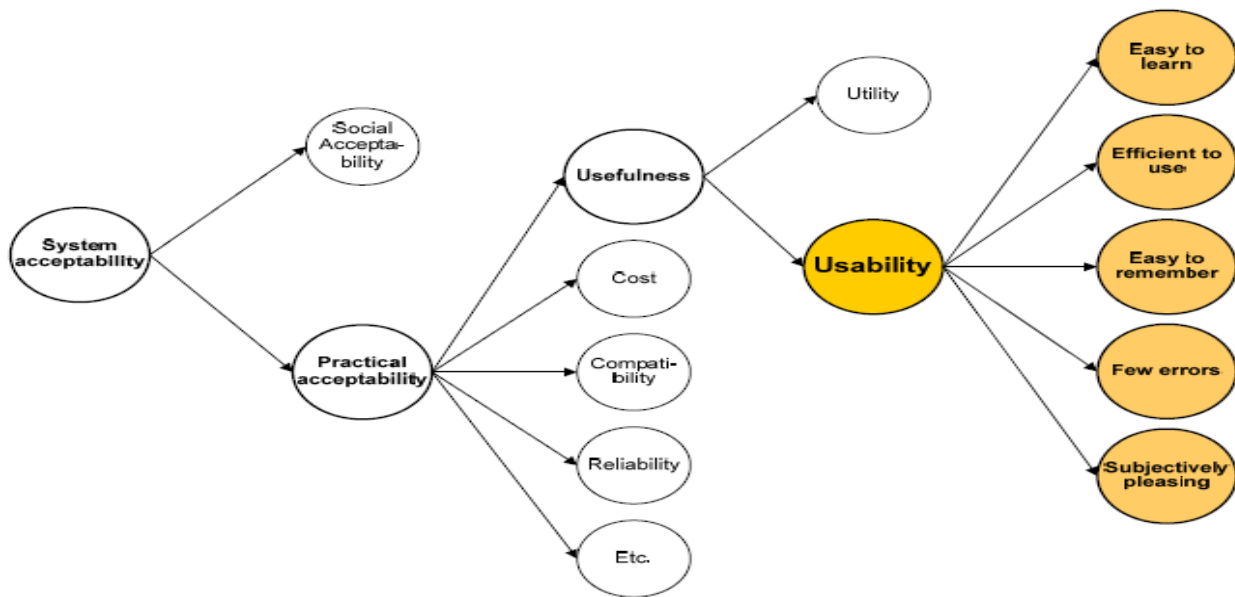 System
acceptability
Social
Accepta-
bility
Practical
acceptability
Usefulness
Cost
Compati-
ibility
Reliability
Etc.
Utility
Usability
Easy to
learn
Efficient to
use
Easy to
remember
Few errors
Subjectively
pleasing